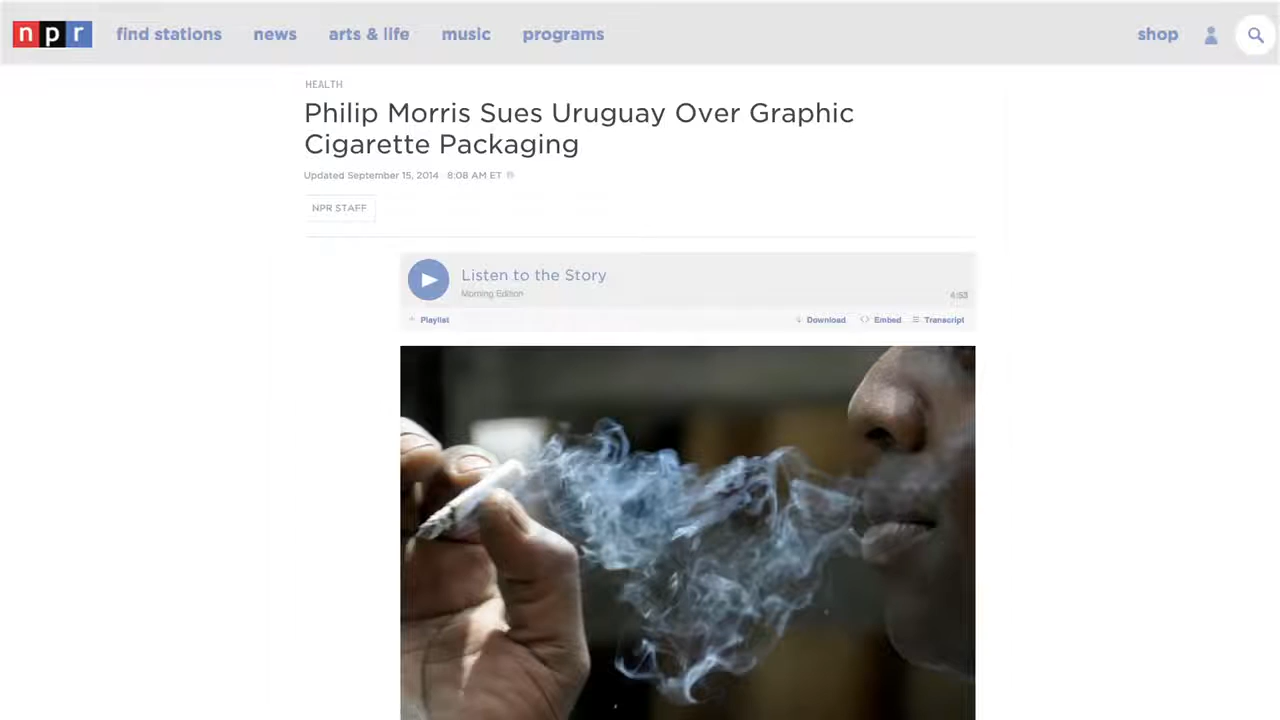 npr find stations news arts & life music programs shop
HEALTH
Philip Morris Sues Uruguay Over Graphic
Cigarette Packaging
Updated September 15, 2014 · 8:08 AM ET
NPR STAFF
Listen to the Story
Morning Edition
4:53
+ Playlist Download Embed Transcript